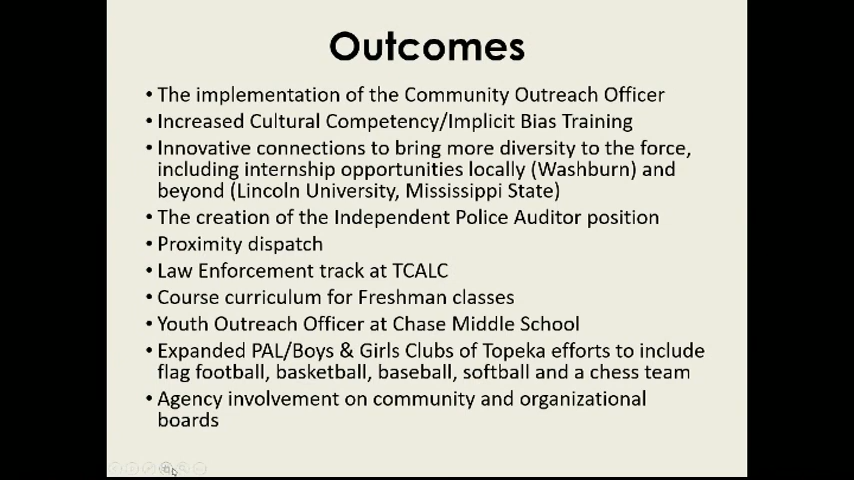 Outcomes
• The implementation of the Community Outreach Officer
• Increased Cultural Competency/Implicit Bias Training
• Innovative connections to bring more diversity to the force,
including internship opportunities locally (Washburn) and
beyond (Lincoln University, Mississippi State)
• The creation of the Independent Police Auditor position
• Proximity dispatch
• Law Enforcement track at TCALC
• Course curriculum for Freshman classes
• Youth Outreach Officer at Chase Middle School
• Expanded PAL/Boys & Girls Clubs of Topeka efforts to include
flag football, basketball, baseball, softball and a chess team
• Agency involvement on community and organizational
boards